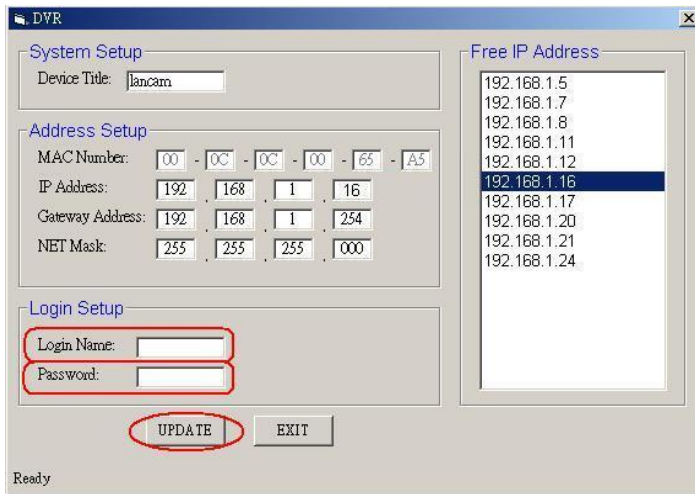 DVR
System Setup
Device Title: lancam
Address Setup
MAC Number: 00 - 0C - 0C - 00 - 65 - A5
IP Address: 192 . 168 . 1 . 16
Gateway Address: 192 . 168 . 1 . 254
NET Mask: 255 . 255 . 255 . 000
Login Setup
Login Name:
Password:
UPDATE EXIT
Ready
Free IP Address
192.168.1.5
192.168.1.7
192.168.1.8
192.168.1.11
192.168.1.12
192.168.1.16
192.168.1.17
192.168.1.20
192.168.1.21
192.168.1.24